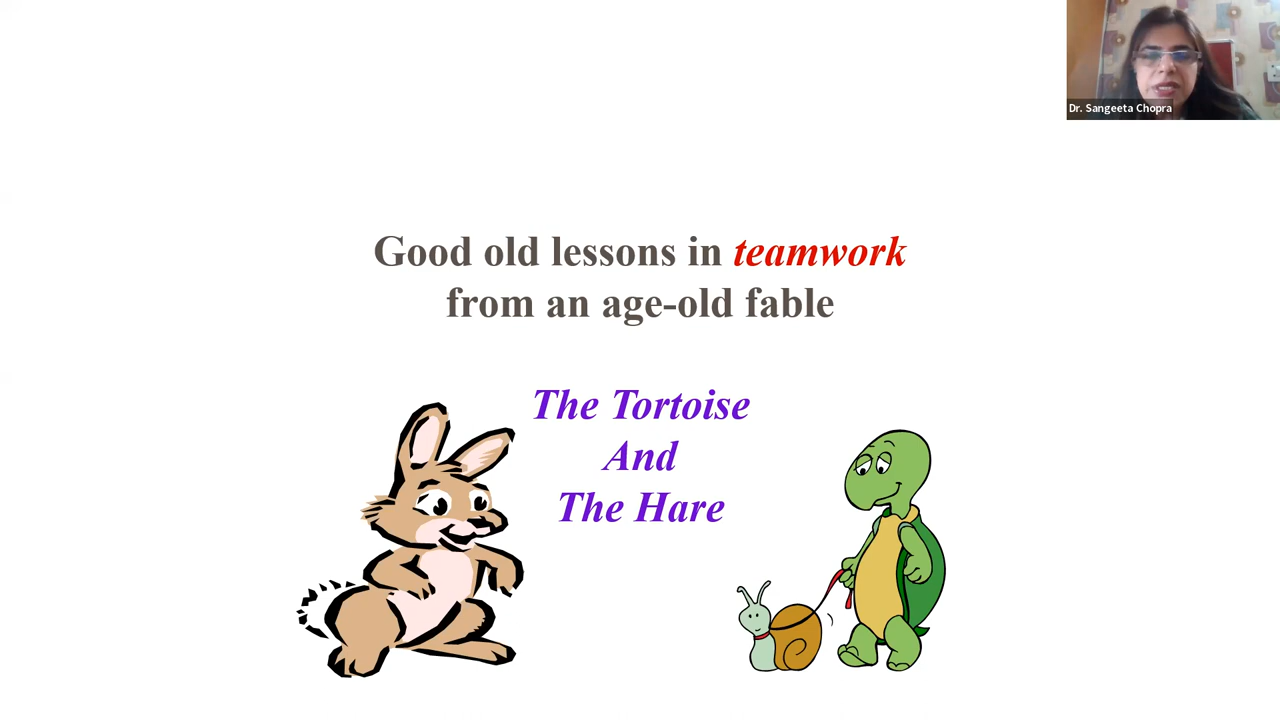 Dr. Sangeeta Chopra
Good old lessons in teamwork
from an age-old fable
The Tortoise
And
The Hare